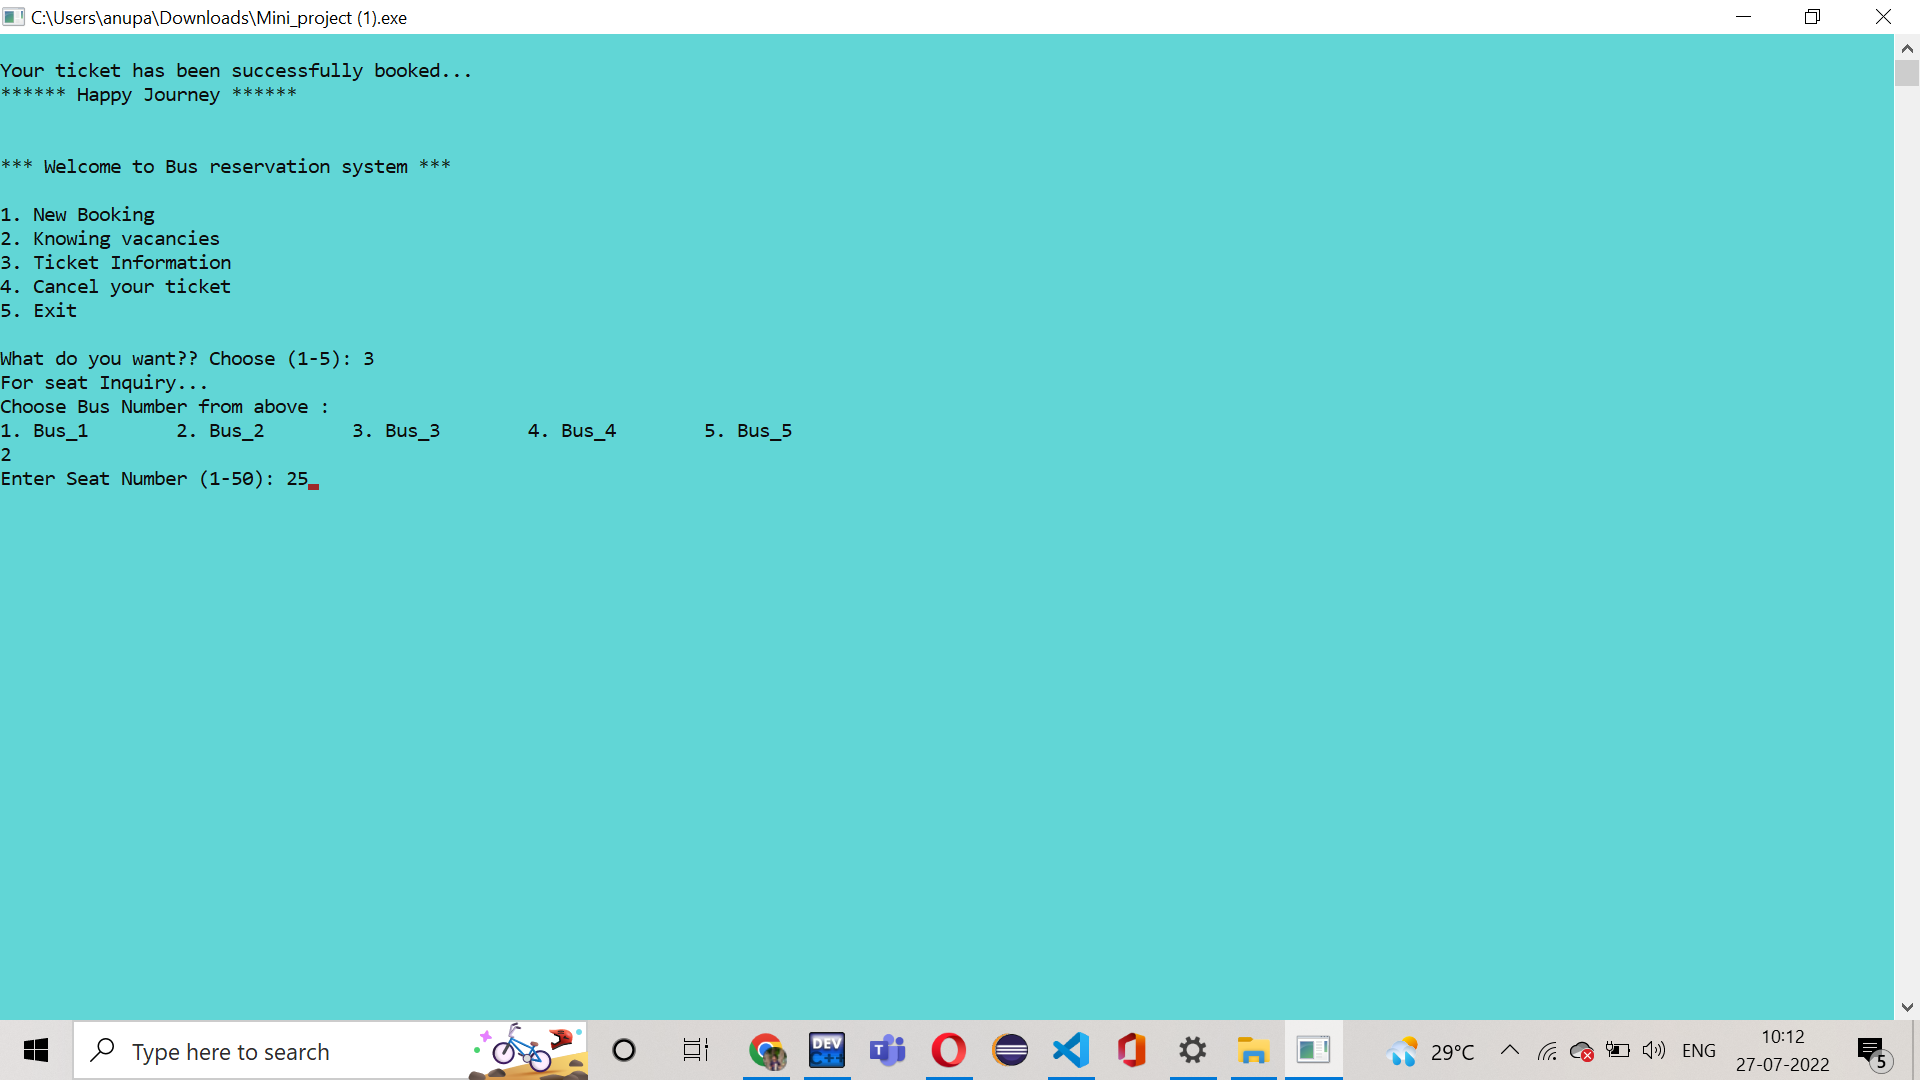 C:\Users\anupa\Downloads\Mini_project (1).exe
Your ticket has been successfully booked...
****** Happy Journey ******
*** Welcome to Bus reservation system ***
1. New Booking
2. Knowing vacancies
3. Ticket Information
4. Cancel your ticket
5. Exit
What do you want?? Choose (1-5): 3
For seat Inquiry...
Choose Bus Number from above :
1. Bus_1 2. Bus_2 3. Bus_3 4. Bus_4 5. Bus_5
2
Enter Seat Number (1-50): 25
Type here to search
DEV C++
T
29°C
ENG
10:12
27-07-2022
5